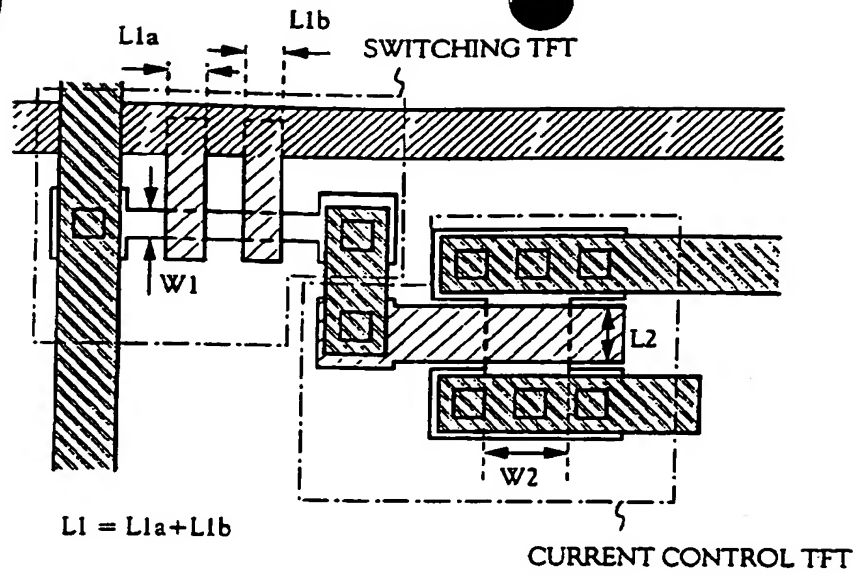 L1a
L1b
SWITCHING TFT
W1
L2
W2
L1 = L1a+L1b
CURRENT CONTROL TFT